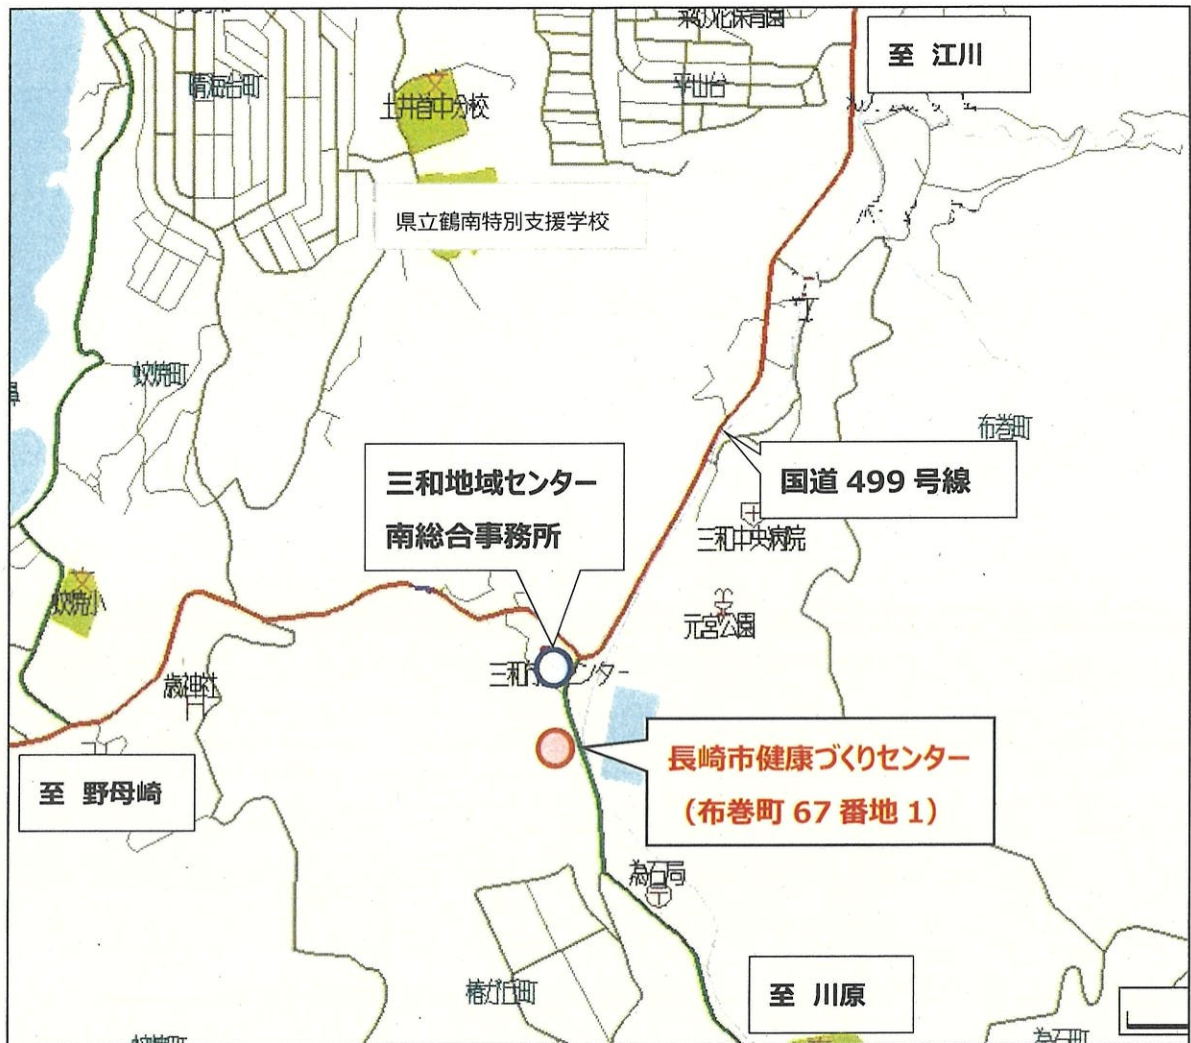 至 江川
晴海台町
土井首中分校
平山台
県立鶴南特別支援学校
蚊焼町
布巻町
三和地域センター
南総合事務所
国道 499 号線
三和中央病院
蚊焼小
元宮公園
歳神社
長崎市健康づくりセンター
（布巻町 67 番地 1）
至 野母崎
為石局
椿が丘町
至 川原
為石町